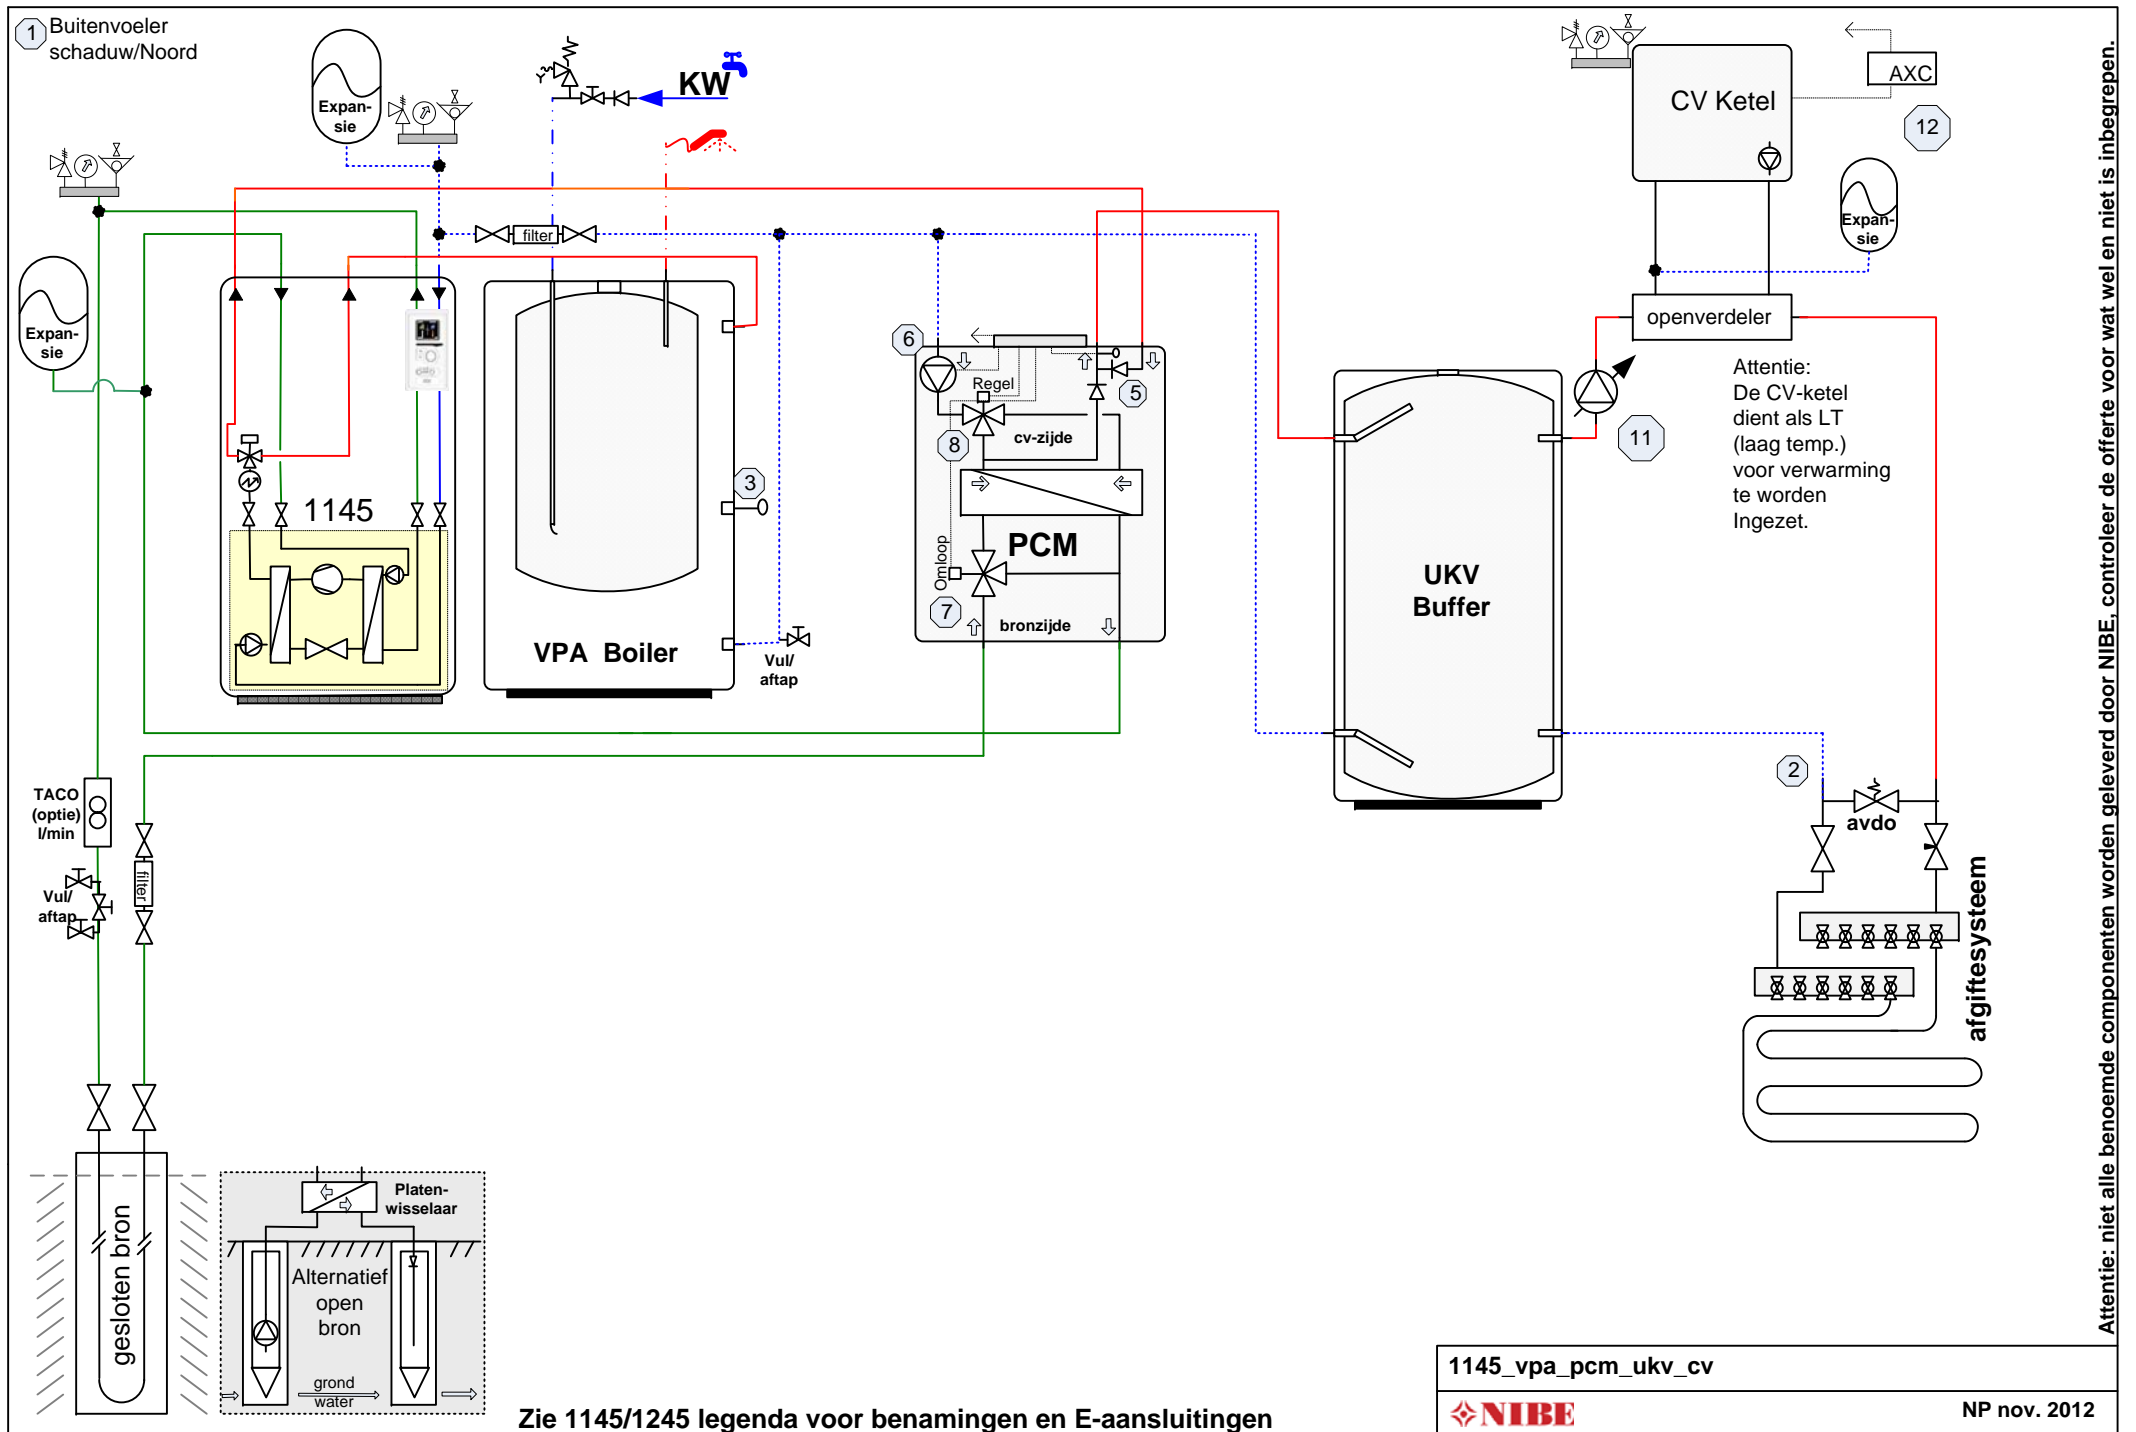 1
Buitenvoeler
schaduw/Noord
Expan-
sie
KW
CV Ketel
AXC
12
Expan-
sie
filter
Expan-
sie
openverdeler
6
Regel
5
8
cv-zijde
Attentie:
De CV-ketel
dient als LT
(laag temp.)
voor verwarming
te worden
Ingezet.
11
3
1145
PCM
Omloop
7
bronzijde
UKV
Buffer
VPA Boiler
Vul/
aftap
2
avdo
TACO
(optie)
l/min
filter
Vul/
aftap
afgiftesysteem
gesloten bron
Platen-
wisselaar
Alternatief
open
bron
grond
water
Attentie: niet alle benoemde componenten worden geleverd door NIBE, controleer de offerte voor wat wel en niet is inbegrepen.
1145_vpa_pcm_ukv_cv
NIBE
NP nov. 2012
Zie 1145/1245 legenda voor benamingen en E-aansluitingen